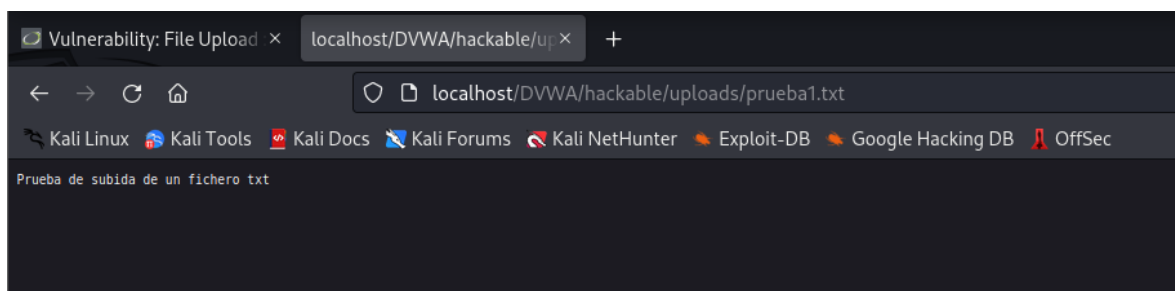 Vulnerability: File Upload
localhost/DVWA/hackable/up
localhost/DVWA/hackable/uploads/prueba1.txt
Kali Linux Kali Tools Kali Docs Kali Forums Kali NetHunter Exploit-DB Google Hacking DB OffSec
Prueba de subida de un fichero txt